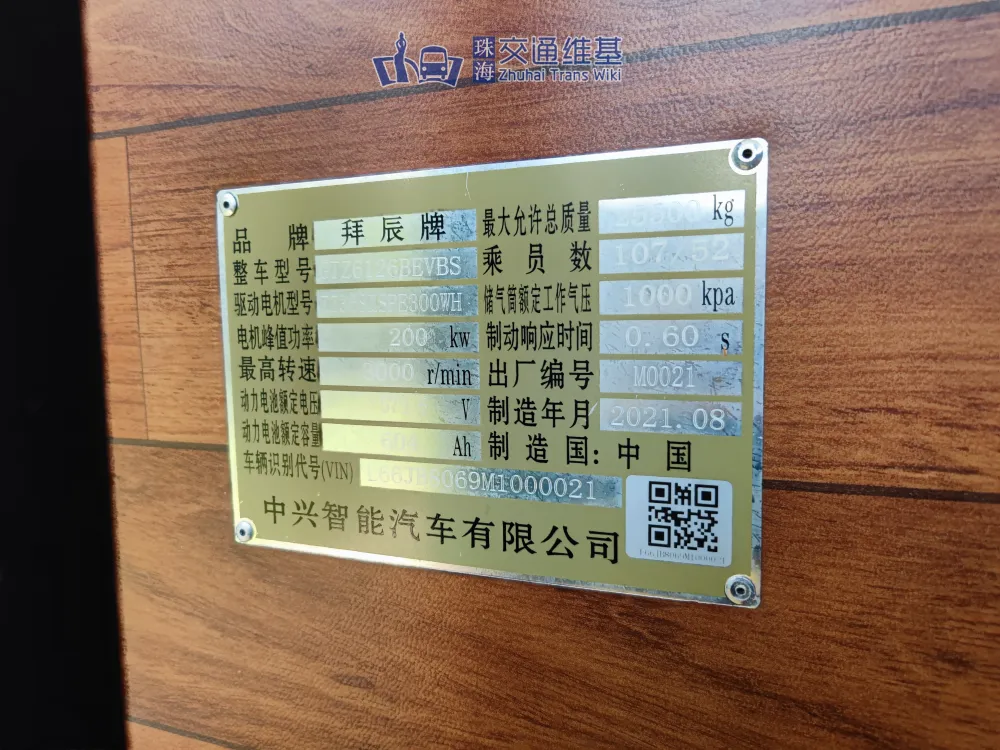 珠海 交通维基
Zhuhai Trans Wiki
品牌 拜辰牌
整车型号 BEVBS
驱动电机型号
电机峰值功率 200 kw
最高转速 r/min
动力电池额定电压 V
动力电池额定容量 Ah
车辆识别代号(VIN)
最大允许总质量 kg
乘员数 107.52
储气筒额定工作气压 1000 kpa
制动响应时间 0.60 s
出厂编号 M0021
制造年月 2021.08
制造国:中国
中兴智能汽车有限公司